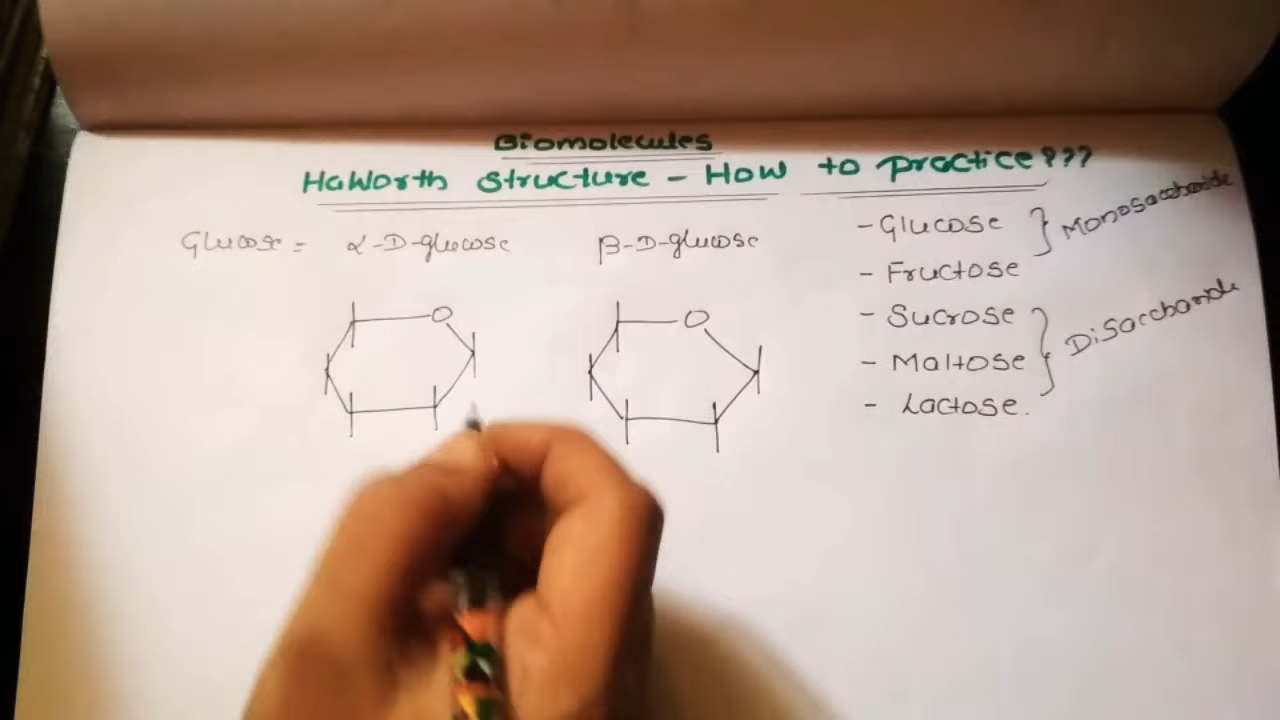 Biomolecules
Haworth structure - How to practice???
Glucose = α-D-glucose β-D-glucose
- Glucose } Monosaccharide
- Fructose
- Sucrose } Disaccharide
- Maltose
- Lactose.
O O